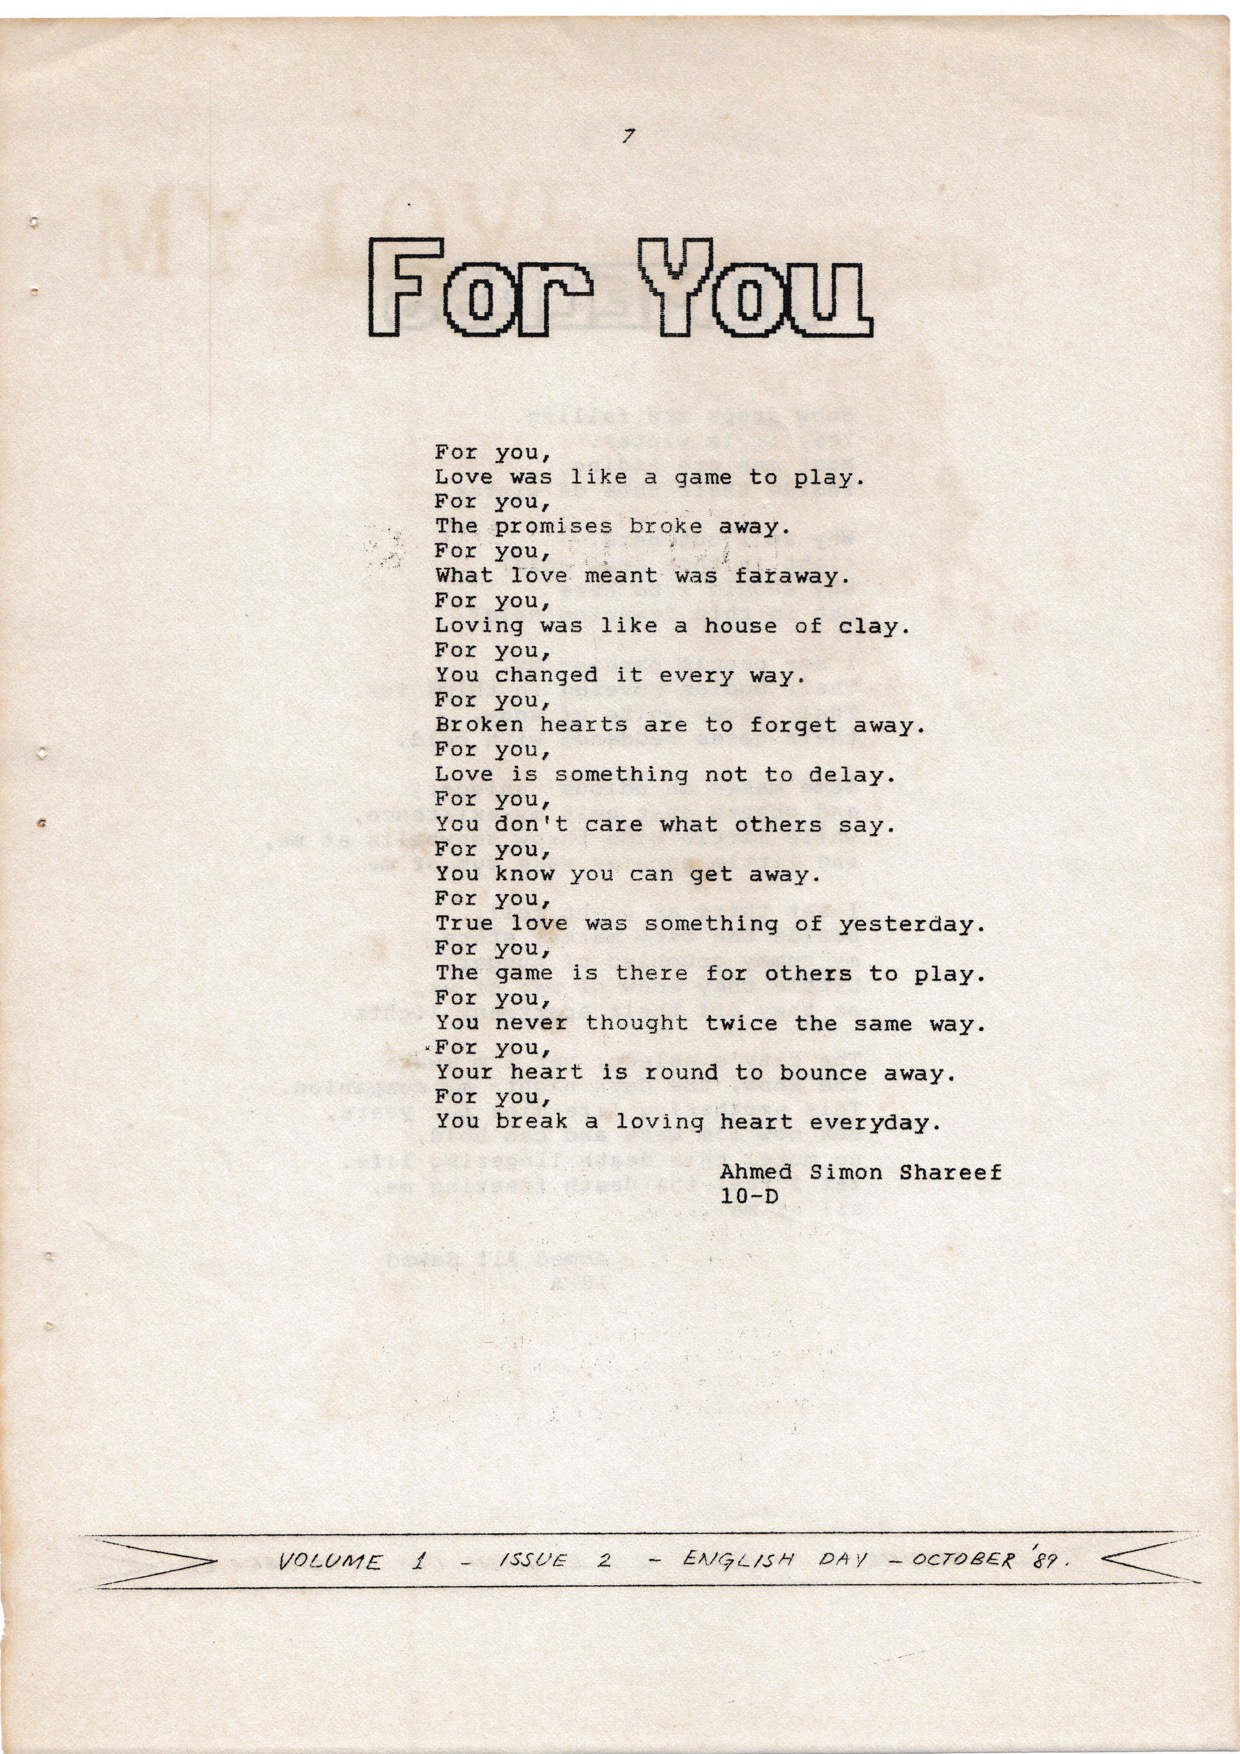 7
For You
For you,
Love was like a game to play.
For you,
The promises broke away.
For you,
What love meant was faraway.
For you,
Loving was like a house of clay.
For you,
You changed it every way.
For you,
Broken hearts are to forget away.
For you,
Love is something not to delay.
For you,
You don't care what others say.
For you,
You know you can get away.
For you,
True love was something of yesterday.
For you,
The game is there for others to play.
For you,
You never thought twice the same way.
For you,
Your heart is round to bounce away.
For you,
You break a loving heart everyday.
Ahmed Simon Shareef
10-D
VOLUME 1 - ISSUE 2 - ENGLISH DAY - OCTOBER '89.